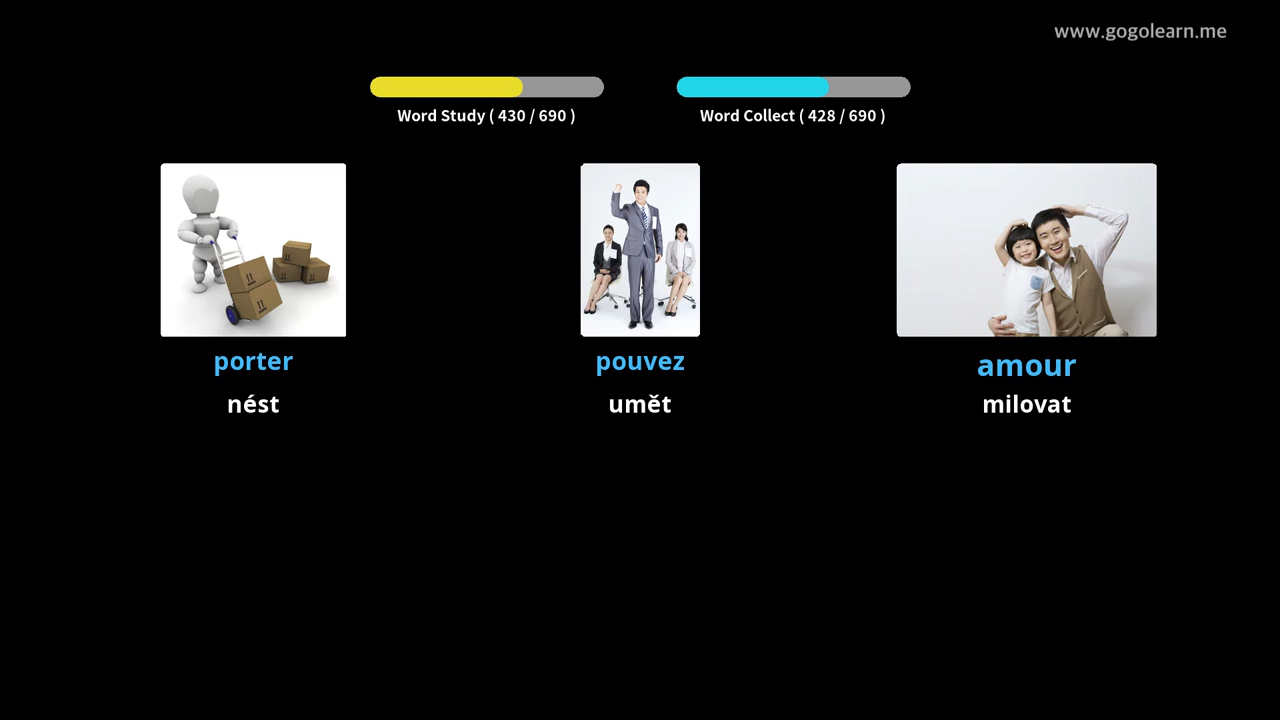 www.gogolearn.me
Word Study ( 430 / 690 )
Word Collect ( 428 / 690 )
porter
pouvez
amour
nést
umět
milovat